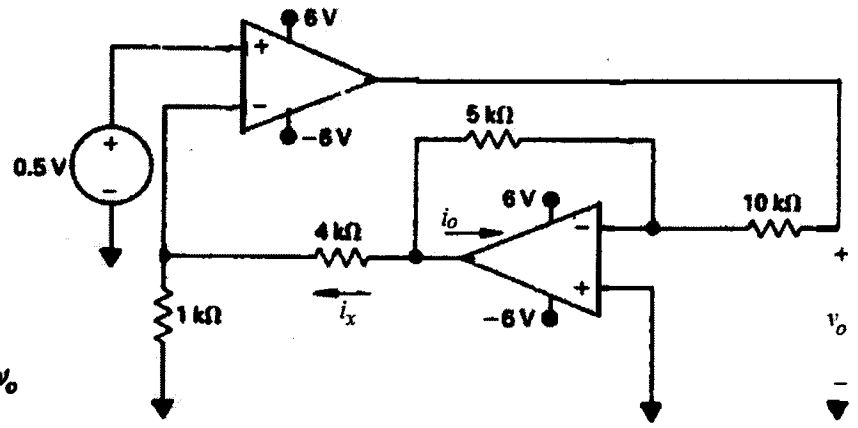 6 V
+
−
−6 V
0.5 V
+
−
5 kΩ
6 V
10 kΩ
i_o
4 kΩ
−
+
+
−6 V
i_x
1 kΩ
v_o
v_o
−